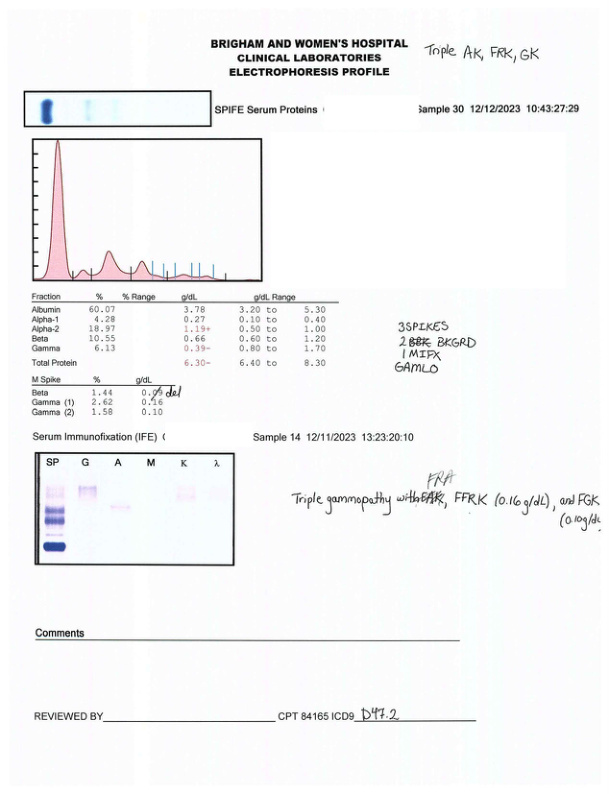 BRIGHAM AND WOMEN'S HOSPITAL
CLINICAL LABORATORIES
ELECTROPHORESIS PROFILE
Triple AK, FRK, GK
SPIFE Serum Proteins
Sample 30 12/12/2023 10:43:27:29
Fraction % % Range g/dL g/dL Range
Albumin 60.07 3.78 3.20 to 5.30
Alpha-1 4.28 0.27 0.10 to 0.40
Alpha-2 18.97 1.19+ 0.50 to 1.00
Beta 10.55 0.66 0.60 to 1.20
Gamma 6.13 0.39- 0.80 to 1.70
Total Protein 6.30- 6.40 to 8.30
3SPIKES
2 BKGRD
1 MIFX
GAMLO
M Spike % g/dL
Beta 1.44 0.09 del
Gamma (1) 2.62 0.16
Gamma (2) 1.58 0.10
Serum Immunofixation (IFE) (
Sample 14 12/11/2023 13:23:20:10
SP G A M K λ
FRA
Triple gammopathy with, FFRK (0.16 g/dL), and FGK
(0.10g/dL
Comments
REVIEWED BY CPT 84165 ICD9 D47.2